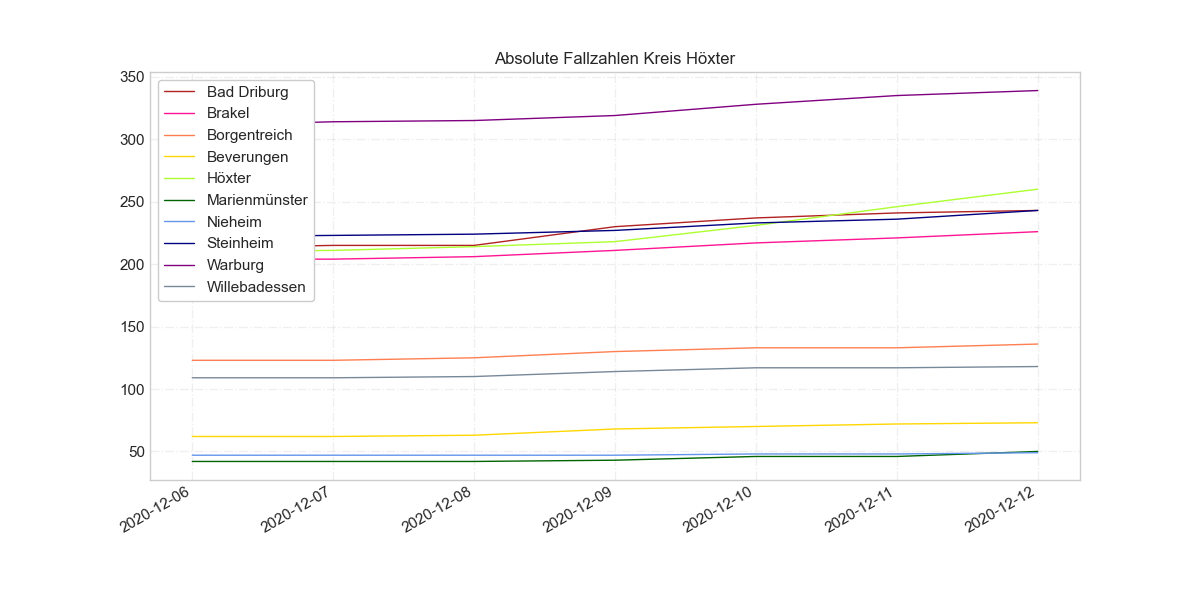 Absolute Fallzahlen Kreis Höxter
350
300
250
200
150
100
50
Bad Driburg
Brakel
Borgentreich
Beverungen
Höxter
Marienmünster
Nieheim
Steinheim
Warburg
Willebadessen
2020-12-06
2020-12-07
2020-12-08
2020-12-09
2020-12-10
2020-12-11
2020-12-12